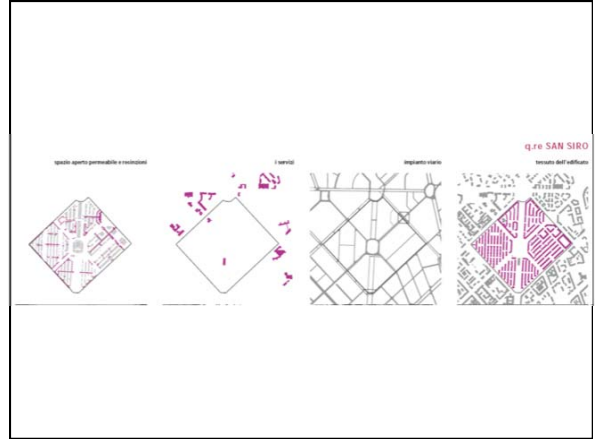 q.re SAN SIRO
spazio aperto permeabile e recinzioni
i servizi
impianto viario
tessuto dell'edificato